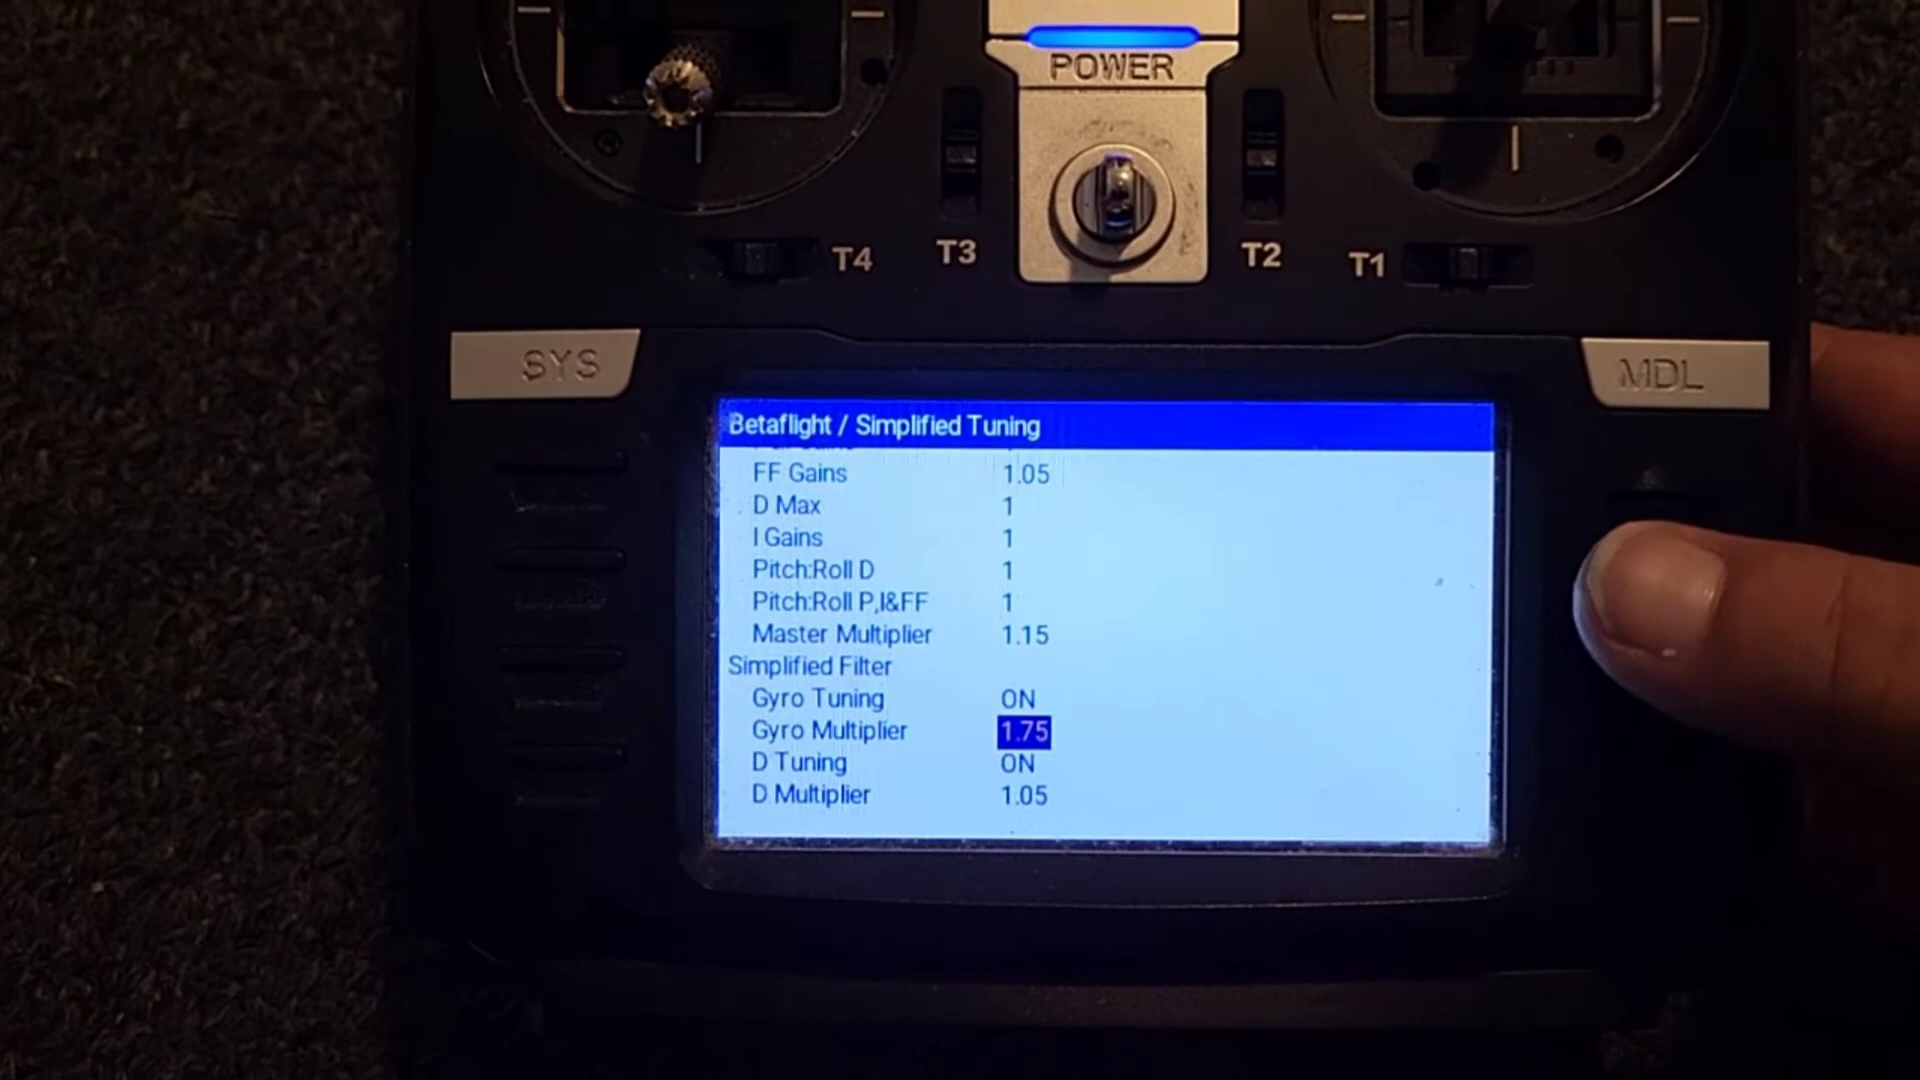 POWER
T4
T3
T2
T1
SYS
MDL
Betaflight / Simplified Tuning
FF Gains 1.05
D Max 1
I Gains 1
Pitch:Roll D 1
Pitch:Roll P,I&FF 1
Master Multiplier 1.15
Simplified Filter
Gyro Tuning ON
Gyro Multiplier 1.75
D Tuning ON
D Multiplier 1.05